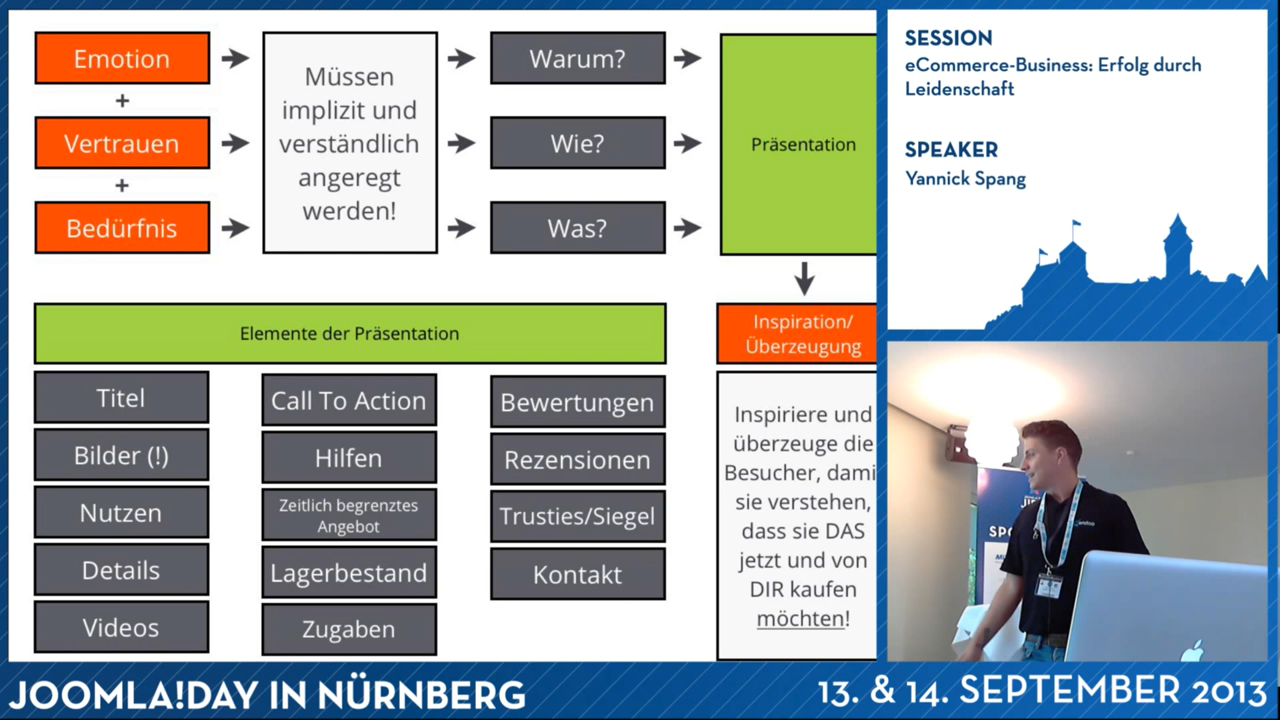 Emotion
+
Vertrauen
+
Bedürfnis
Müssen
implizit und
verständlich
angeregt
werden!
Warum?
Wie?
Was?
Präsentation
Elemente der Präsentation
Titel
Bilder (!)
Nutzen
Details
Videos
Call To Action
Hilfen
Zeitlich begrenztes
Angebot
Lagerbestand
Zugaben
Bewertungen
Rezensionen
Trusties/Siegel
Kontakt
Inspiration/
Überzeugung
Inspiriere und
überzeuge die
Besucher, dami
sie verstehen,
dass sie DAS
jetzt und von
DIR kaufen
möchten!
SESSION
eCommerce-Business: Erfolg durch
Leidenschaft
SPEAKER
Yannick Spang
JOOMLA!DAY IN NÜRNBERG
13. & 14. SEPTEMBER 2013